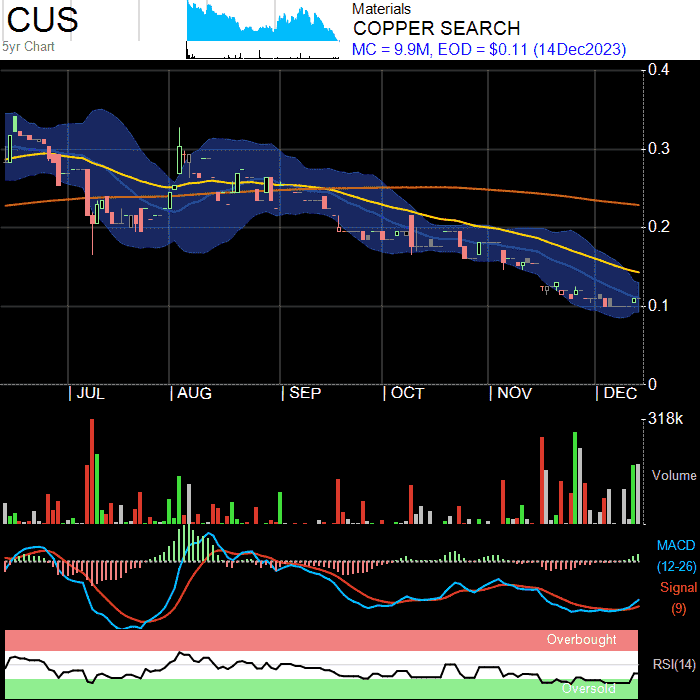 CUS
5yr Chart
Materials
COPPER SEARCH
MC = 9.9M, EOD = $0.11 (14Dec2023)
0.4
0.3
0.2
0.1
0
JUL AUG SEP OCT NOV DEC
318k
Volume
MACD
(12-26)
Signal
(9)
Overbought
RSI(14)
Oversold